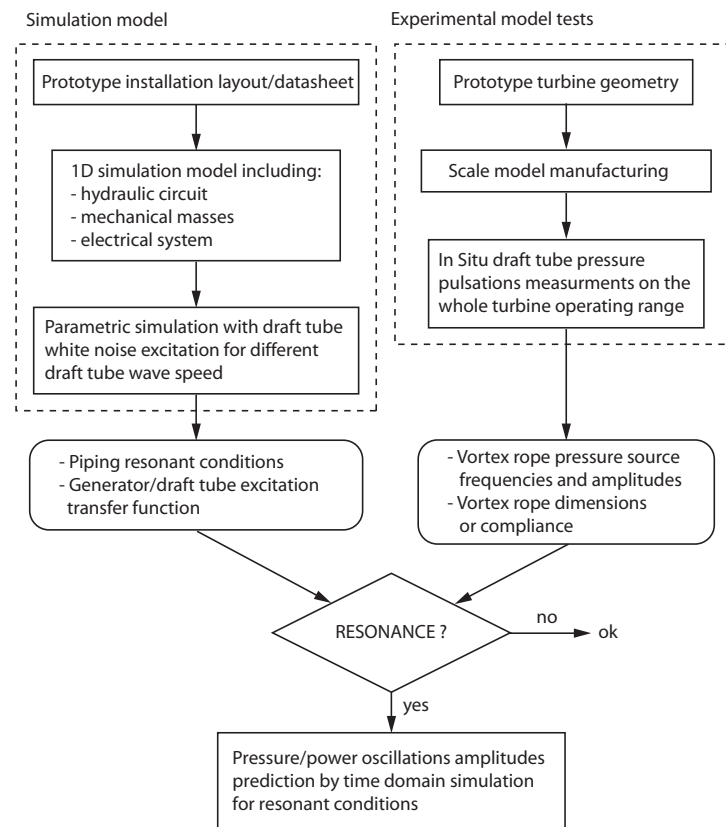 Simulation model
Prototype installation layout/datasheet
1D simulation model including:
- hydraulic circuit
- mechanical masses
- electrical system
Parametric simulation with draft tube
white noise excitation for different
draft tube wave speed
- Piping resonant conditions
- Generator/draft tube excitation
transfer function
Experimental model tests
Prototype turbine geometry
Scale model manufacturing
In Situ draft tube pressure
pulsations measurments on the
whole turbine operating range
- Vortex rope pressure source
frequencies and amplitudes
- Vortex rope dimensions
or compliance
RESONANCE ?
no
ok
yes
Pressure/power oscillations amplitudes
prediction by time domain simulation
for resonant conditions